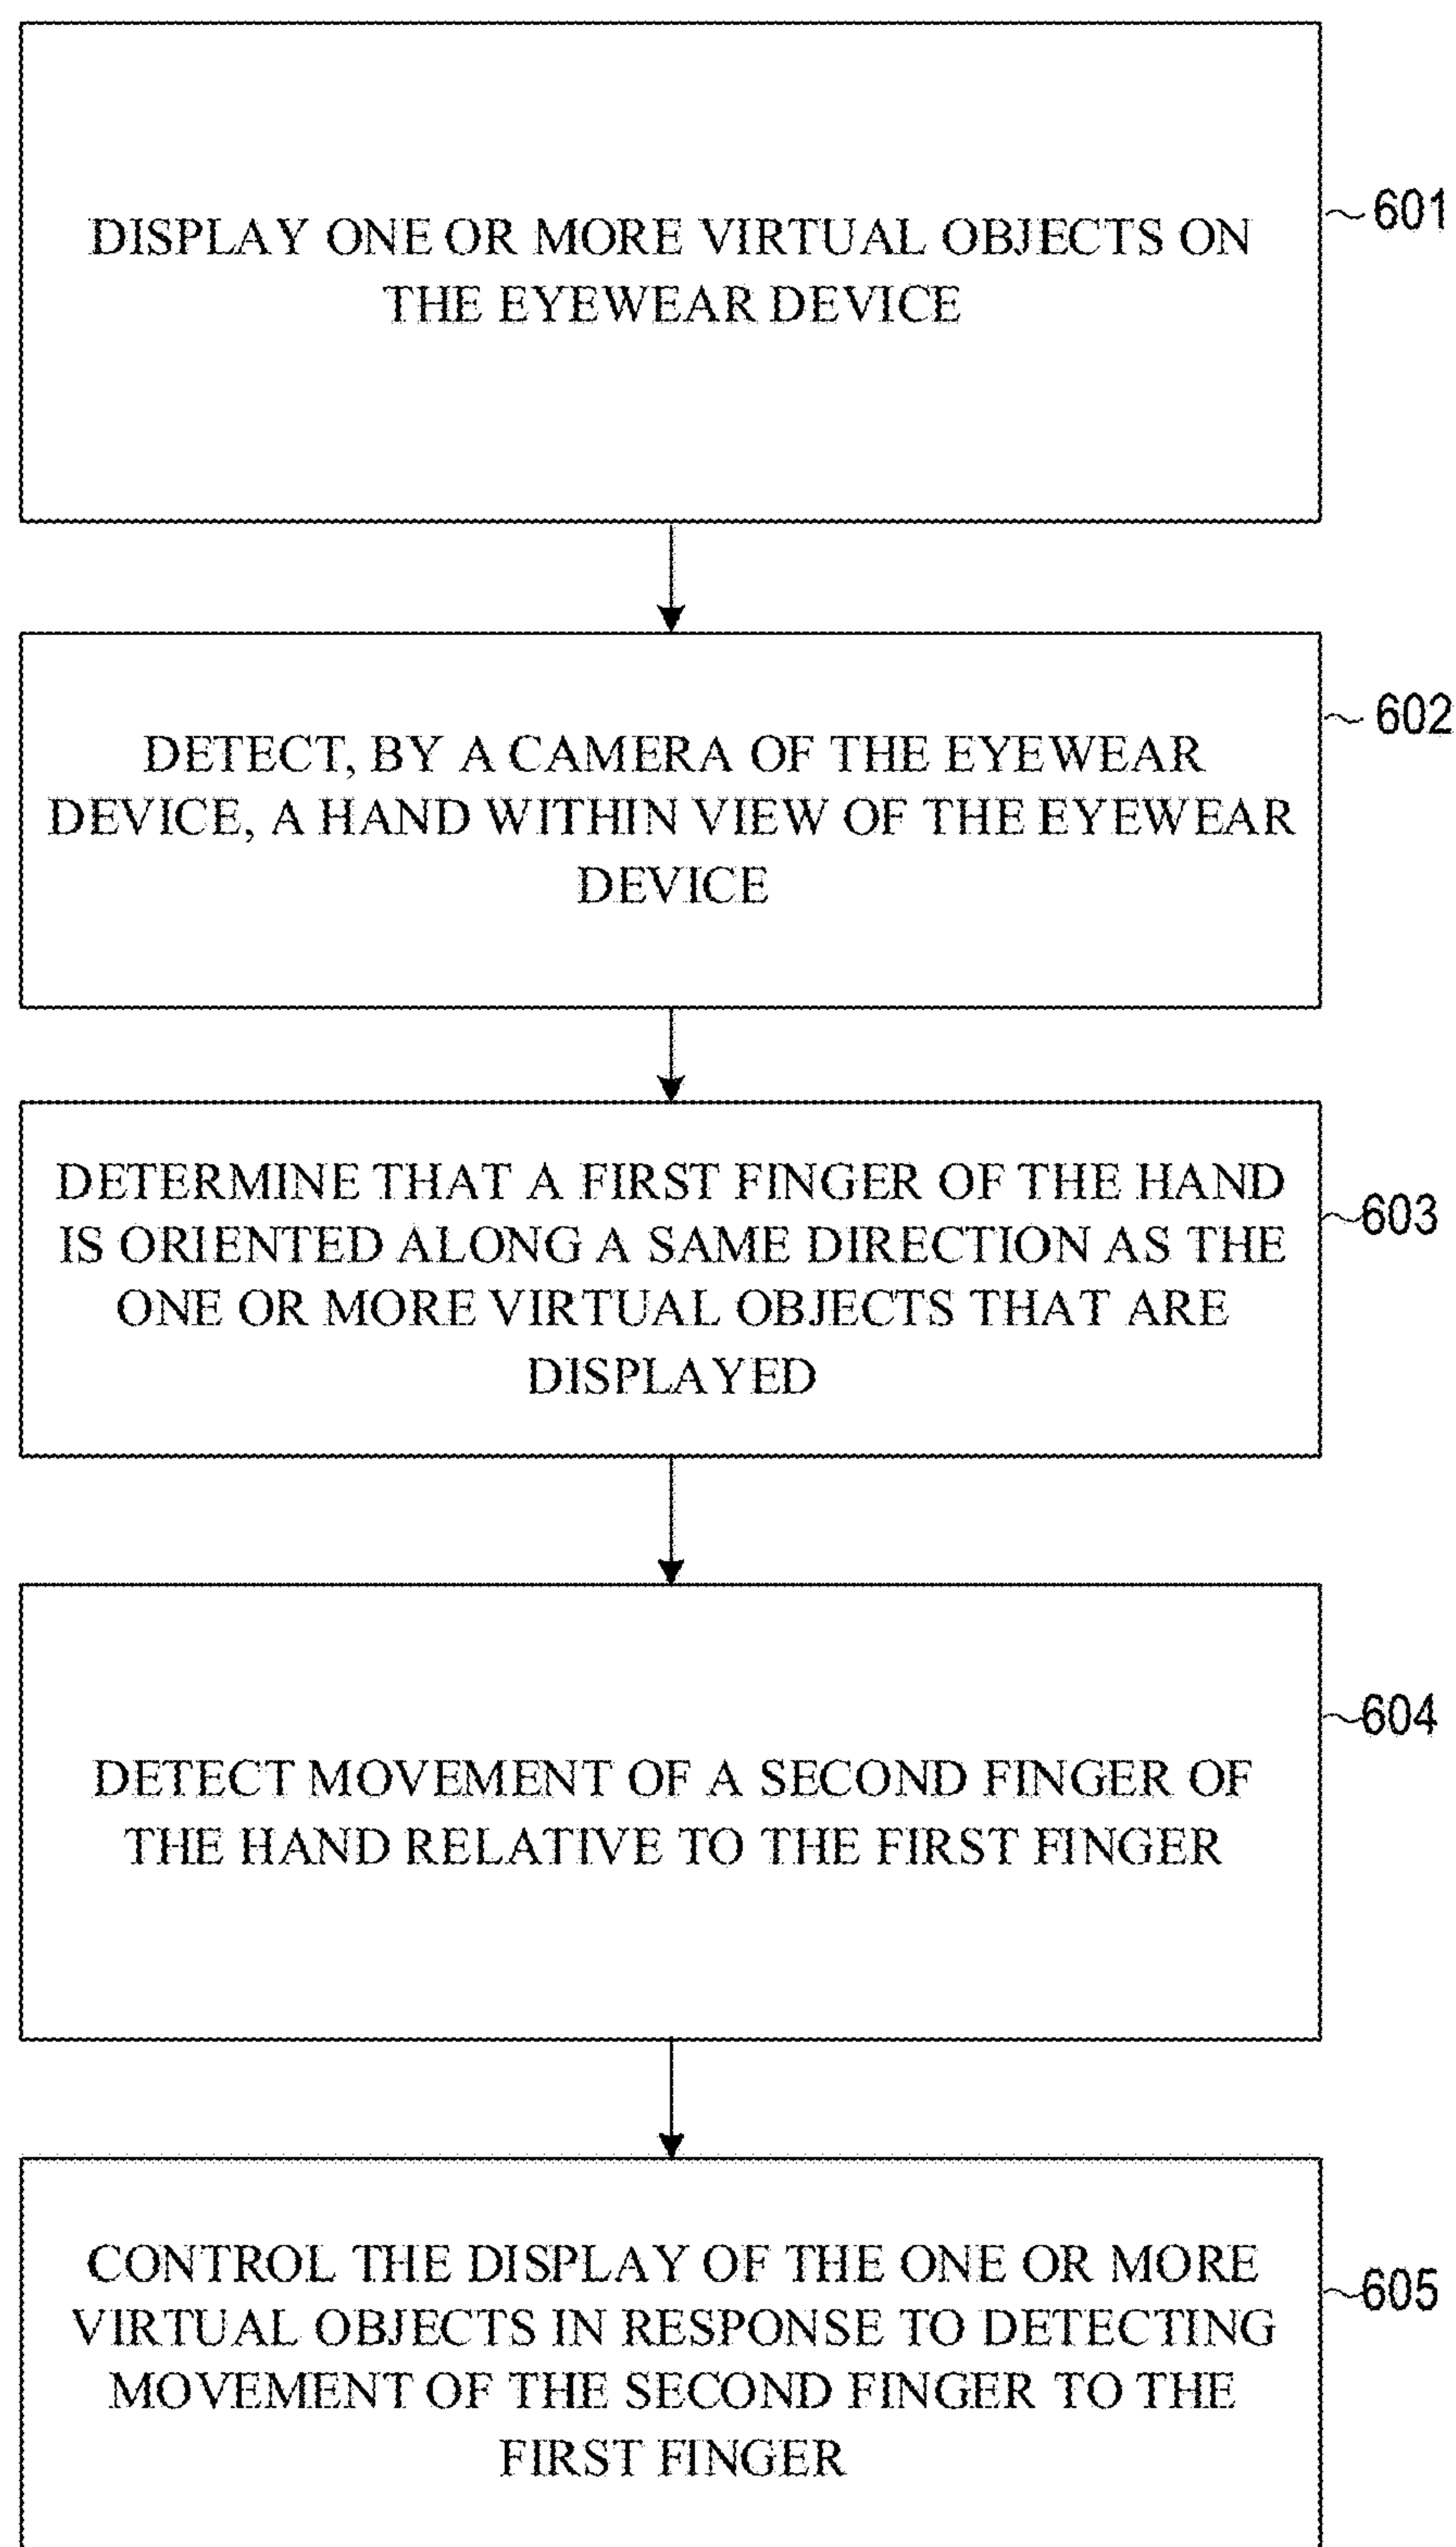 DISPLAY ONE OR MORE VIRTUAL OBJECTS ON
THE EYEWEAR DEVICE
601
DETECT, BY A CAMERA OF THE EYEWEAR
DEVICE, A HAND WITHIN VIEW OF THE EYEWEAR
DEVICE
602
DETERMINE THAT A FIRST FINGER OF THE HAND
IS ORIENTED ALONG A SAME DIRECTION AS THE
ONE OR MORE VIRTUAL OBJECTS THAT ARE
DISPLAYED
603
DETECT MOVEMENT OF A SECOND FINGER OF
THE HAND RELATIVE TO THE FIRST FINGER
604
CONTROL THE DISPLAY OF THE ONE OR MORE
VIRTUAL OBJECTS IN RESPONSE TO DETECTING
MOVEMENT OF THE SECOND FINGER TO THE
FIRST FINGER
605